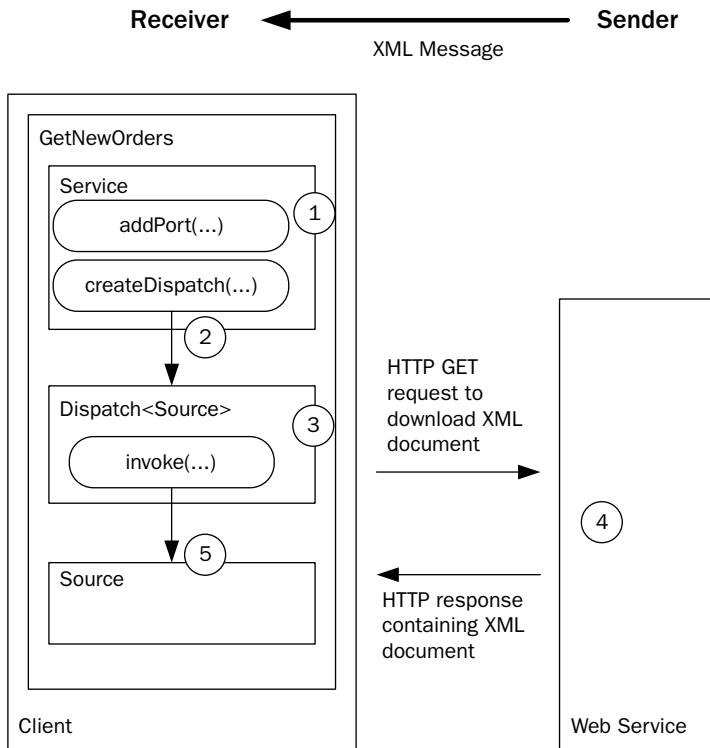 Receiver
Sender
XML Message
GetNewOrders
Service
1
addPort(...)
createDispatch(...)
2
Dispatch<Source>
3
invoke(...)
5
Source
Client
HTTP GET
request to
download XML
document
4
HTTP response
containing XML
document
Web Service